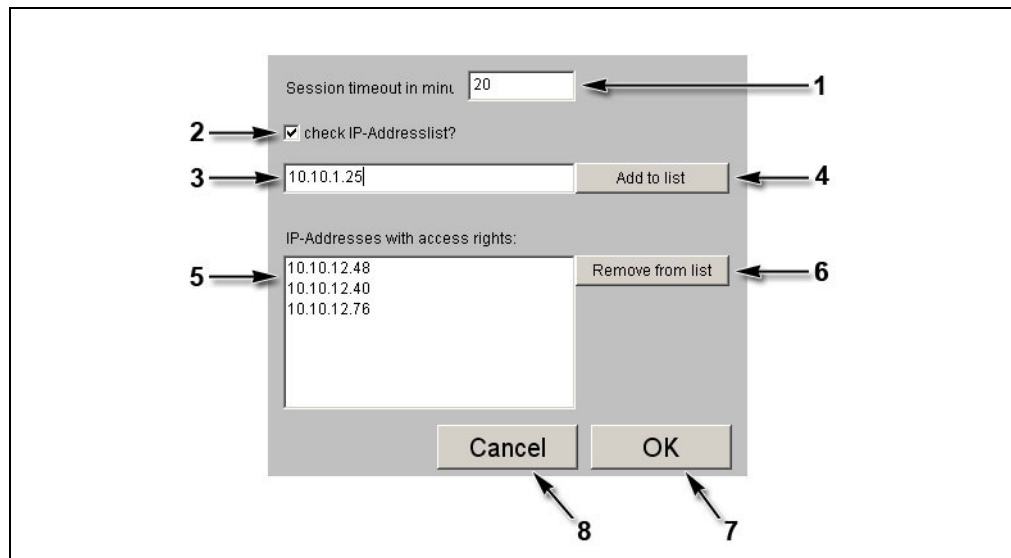 Session timeout in minu 20 1
2 check IP-Addresslist?
3 10.10.1.25 Add to list 4
IP-Addresses with access rights:
5 10.10.12.48 Remove from list 6
10.10.12.40
10.10.12.76
Cancel OK
8 7